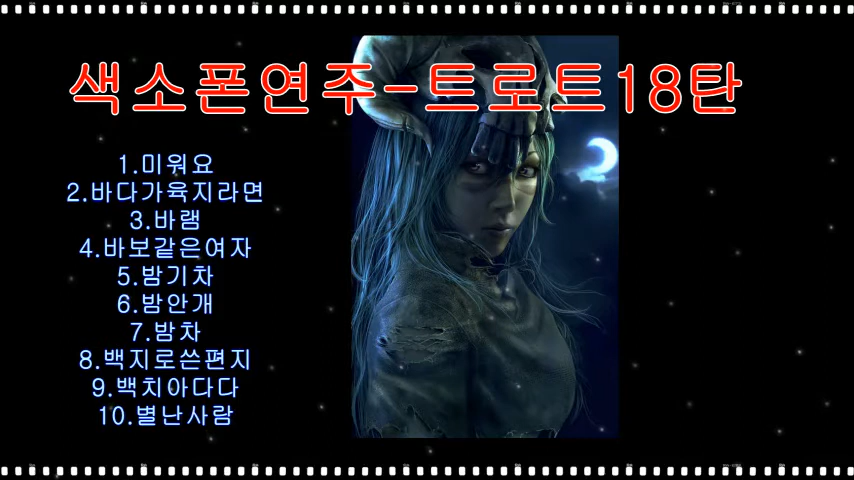 색소폰연주-트로트18탄
1.미워요
2.바다가육지라면
3.바램
4.바보같은여자
5.밤기차
6.밤안개
7.밤차
8.백지로쓴편지
9.백치아다다
10.별난사람